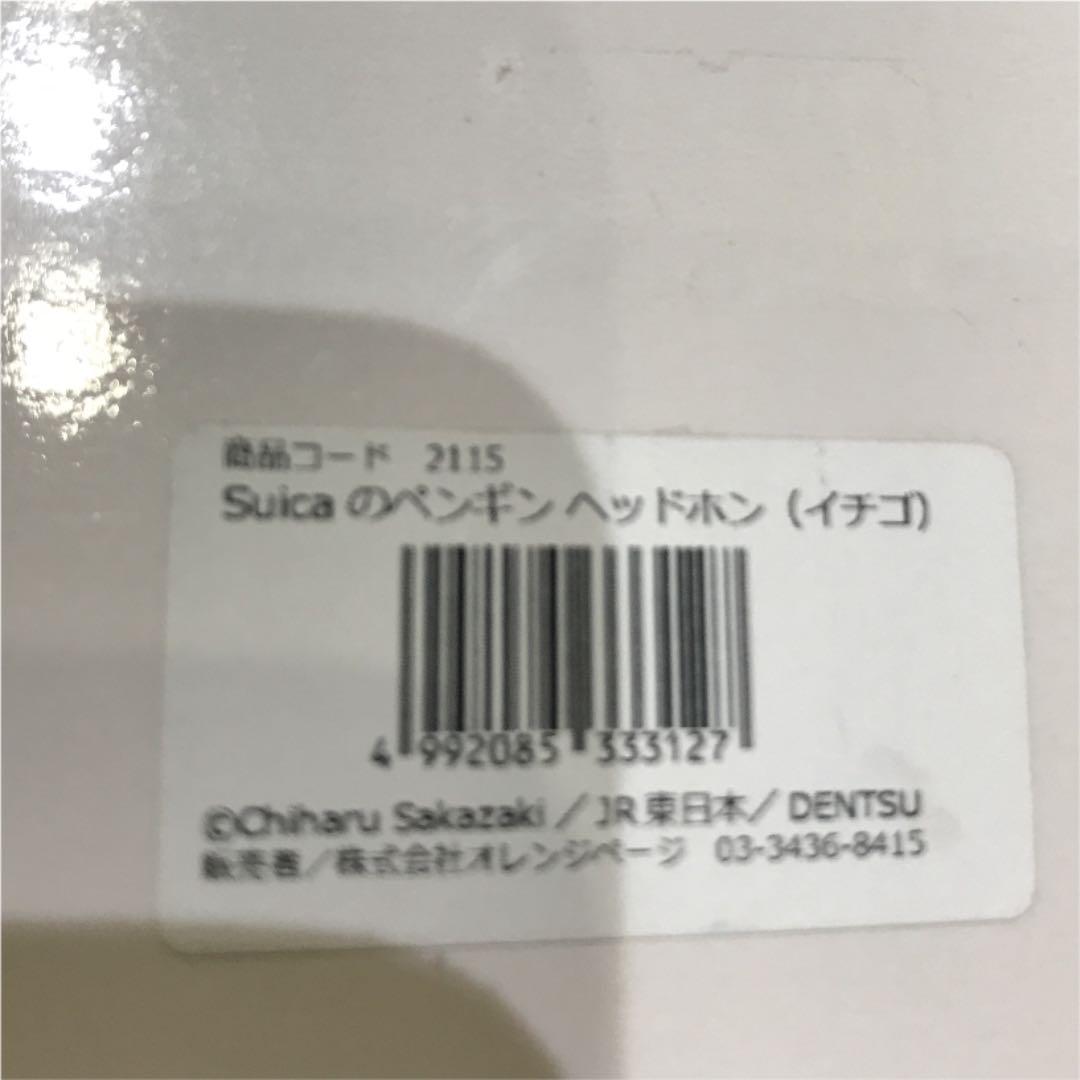 商品コード 2115
Suica のペンギン ヘッドホン（イチゴ）
4 992085 333127
©Chiharu Sakazaki ／JR 東日本／ DENTSU
販売者／株式会社オレンジページ 03-3436-8415